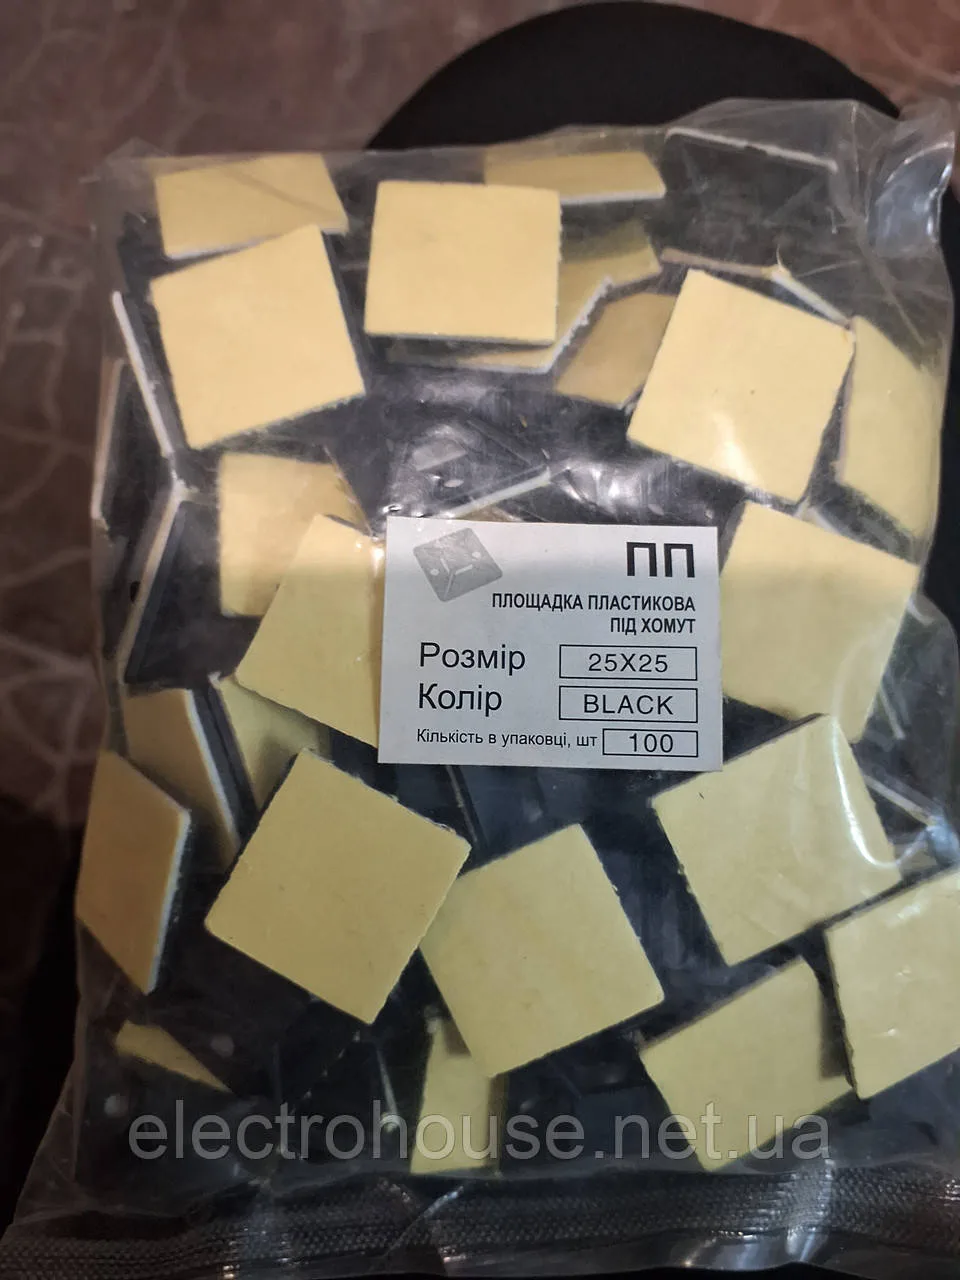 ПП
ПЛОЩАДКА ПЛАСТИКОВА
ПІД ХОМУТ
Розмір 25X25
Колір BLACK
Кількість в упаковці, шт 100
electrohouse.net.ua